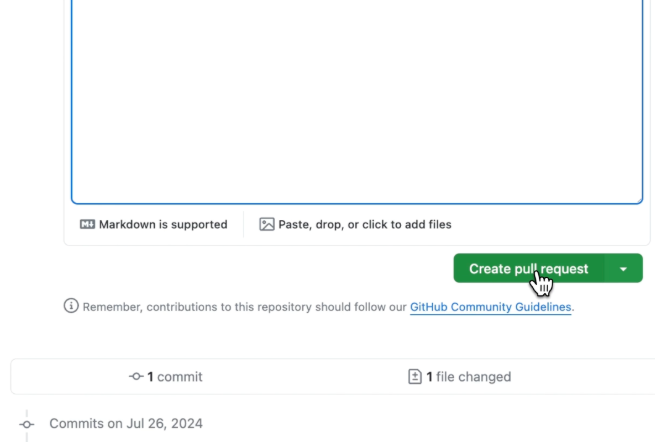 Markdown is supported
Paste, drop, or click to add files
Create pull request
Remember, contributions to this repository should follow our GitHub Community Guidelines.
1 commit
1 file changed
Commits on Jul 26, 2024